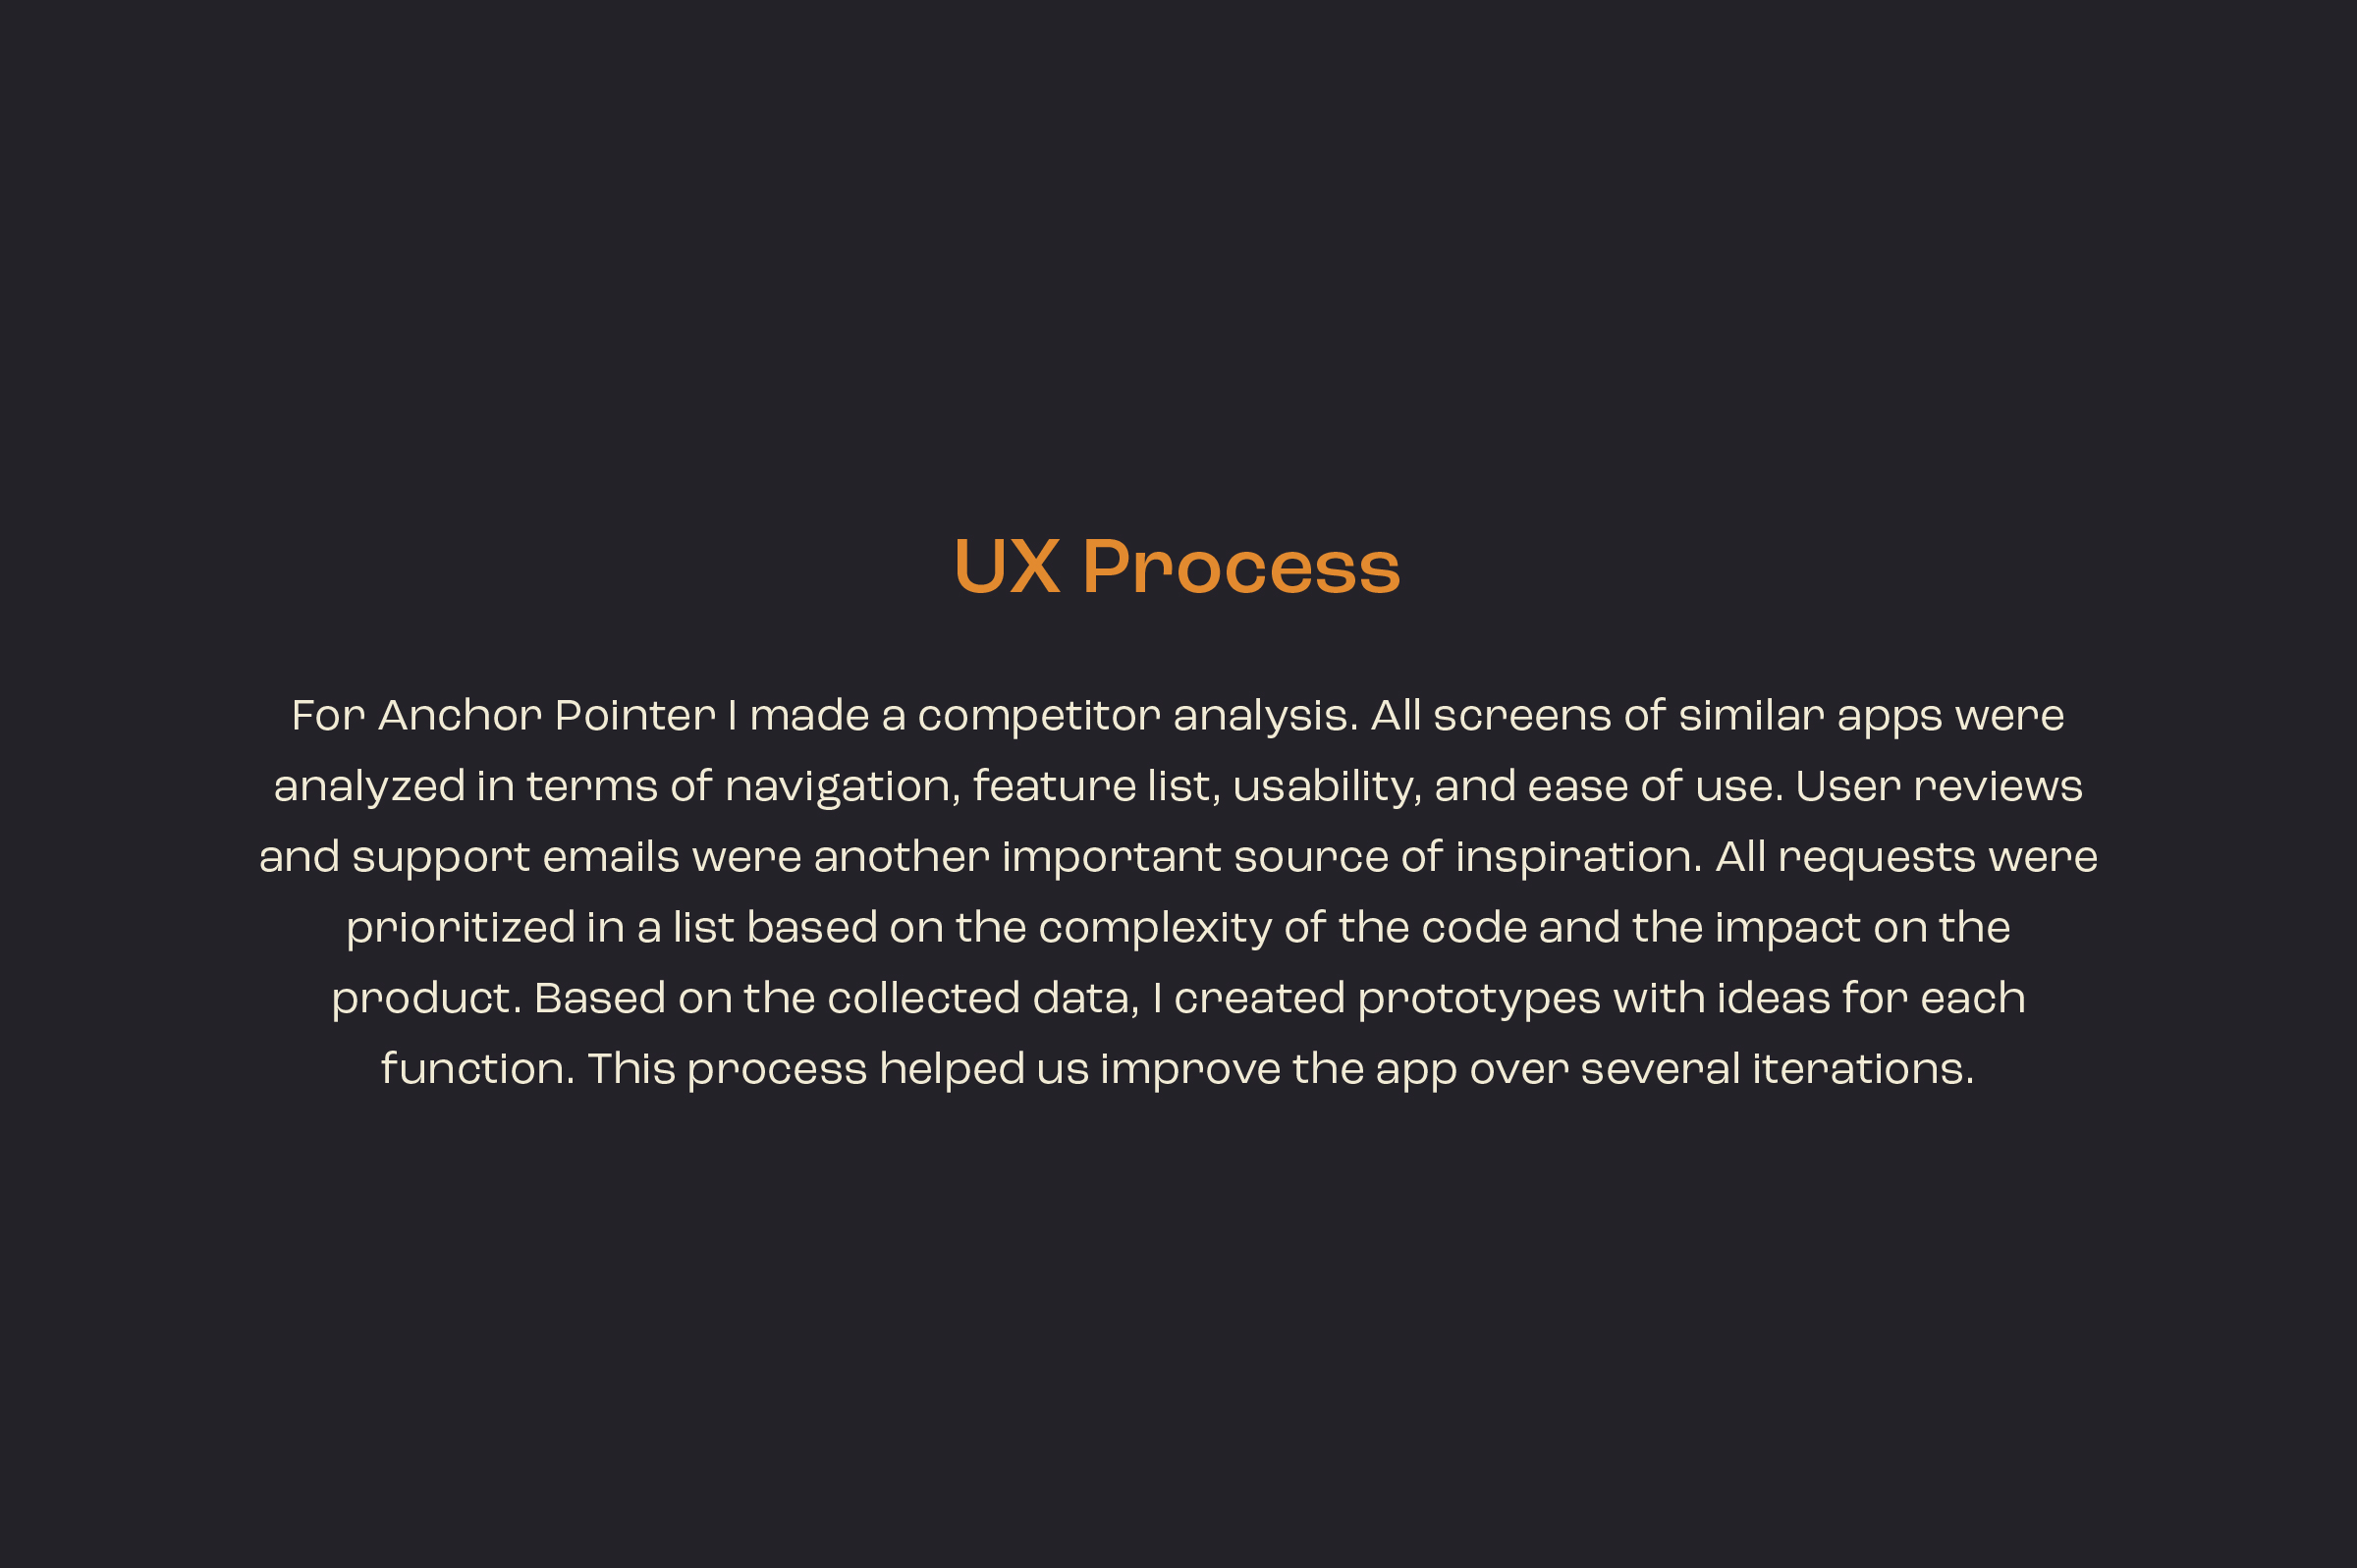 UX Process
For Anchor Pointer I made a competitor analysis. All screens of similar apps were
analyzed in terms of navigation, feature list, usability, and ease of use. User reviews
and support emails were another important source of inspiration. All requests were
prioritized in a list based on the complexity of the code and the impact on the
product. Based on the collected data, I created prototypes with ideas for each
function. This process helped us improve the app over several iterations.